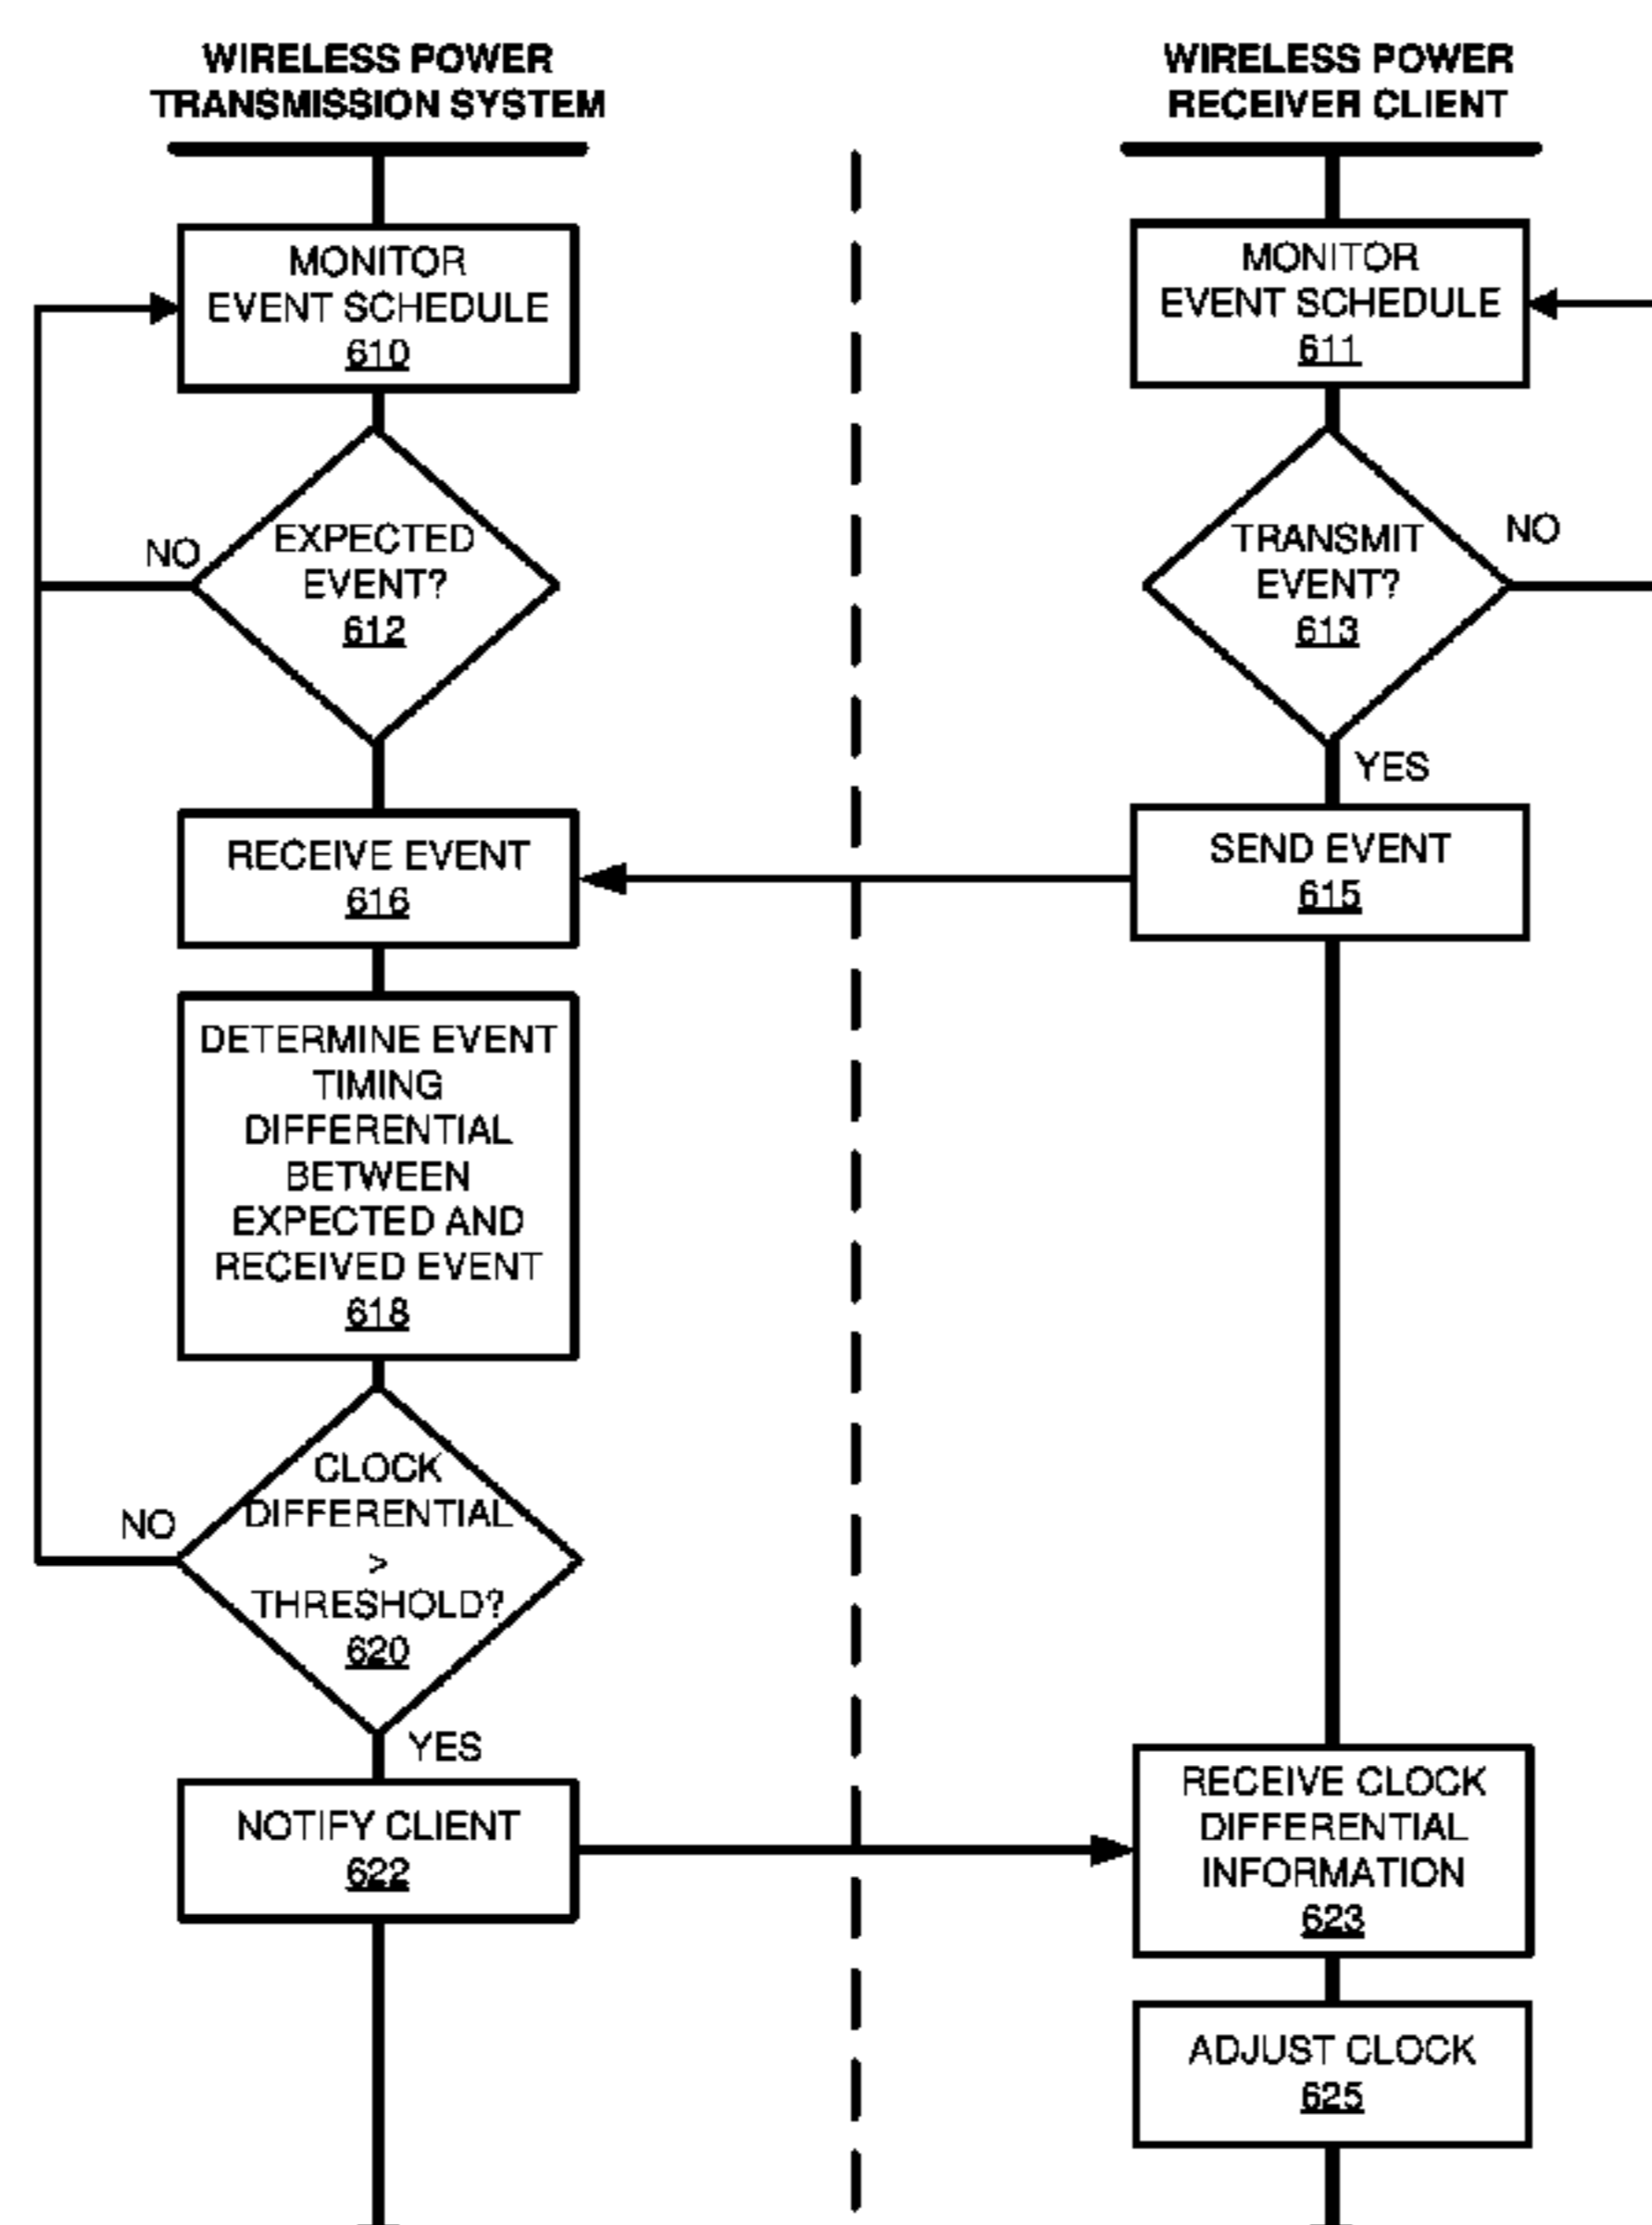 WIRELESS POWER
TRANSMISSION SYSTEM
MONITOR
EVENT SCHEDULE
610
NO
EXPECTED
EVENT?
612
RECEIVE EVENT
616
DETERMINE EVENT
TIMING
DIFFERENTIAL
BETWEEN
EXPECTED AND
RECEIVED EVENT
618
NO
CLOCK
DIFFERENTIAL
>
THRESHOLD?
620
YES
NOTIFY CLIENT
622
WIRELESS POWER
RECEIVER CLIENT
MONITOR
EVENT SCHEDULE
611
TRANSMIT
EVENT?
613
NO
YES
SEND EVENT
615
RECEIVE CLOCK
DIFFERENTIAL
INFORMATION
623
ADJUST CLOCK
625